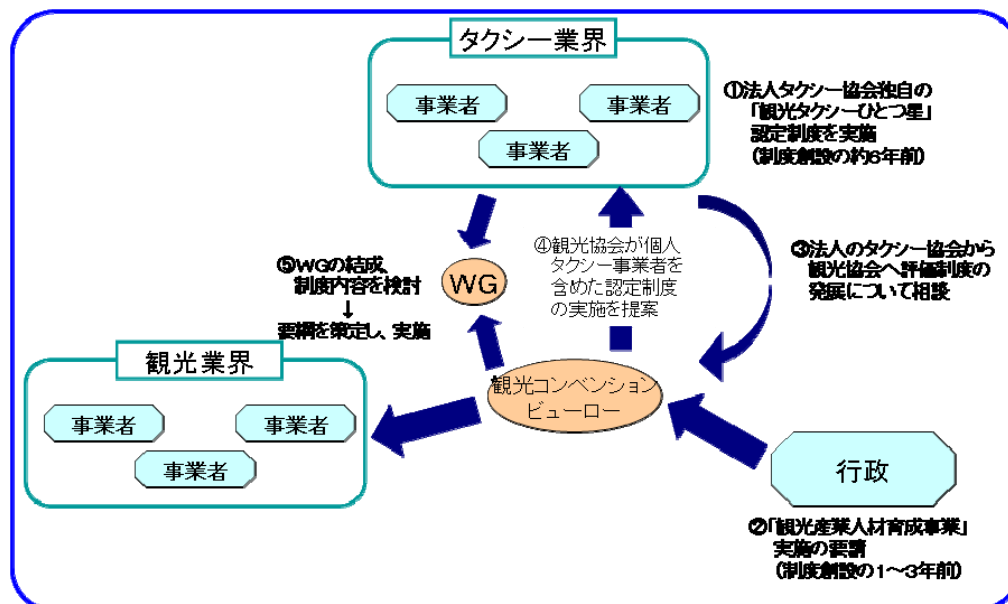 タクシー業界
事業者
事業者
事業者
①法人タクシー協会独自の
「観光タクシーひとつ星」
認定制度を実施
(制度創設の約6年前)
④観光協会が個人
タクシー事業者を
含めた認定制度
の実施を提案
③法人のタクシー協会から
観光協会へ評価制度の
発展について相談
⑤WGの結成、
制度内容を検討
↓
要綱を策定し、実施
WG
観光業界
事業者
事業者
事業者
観光コンベンション
ビューロー
行政
②「観光産業人材育成事業」
実施の要請
(制度創設の1～3年前)